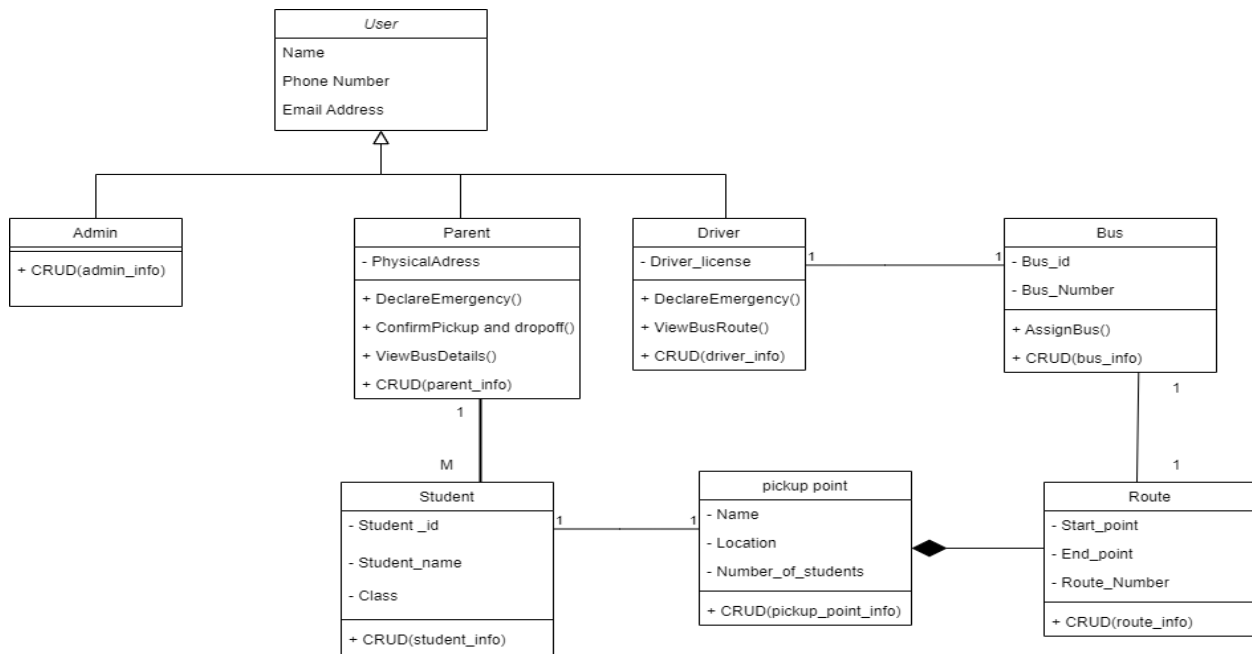 User
Name
Phone Number
Email Address
Admin
+ CRUD(admin_info)
Parent
- PhysicalAdress
+ DeclareEmergency()
+ ConfirmPickup and dropoff()
+ ViewBusDetails()
+ CRUD(parent_info)
Driver
- Driver_license
+ DeclareEmergency()
+ ViewBusRoute()
+ CRUD(driver_info)
1
1
Bus
- Bus_id
- Bus_Number
+ AssignBus()
+ CRUD(bus_info)
1
M
1
1
Student
- Student _id
- Student_name
- Class
+ CRUD(student_info)
1
1
pickup point
- Name
- Location
- Number_of_students
+ CRUD(pickup_point_info)
Route
- Start_point
- End_point
- Route_Number
+ CRUD(route_info)